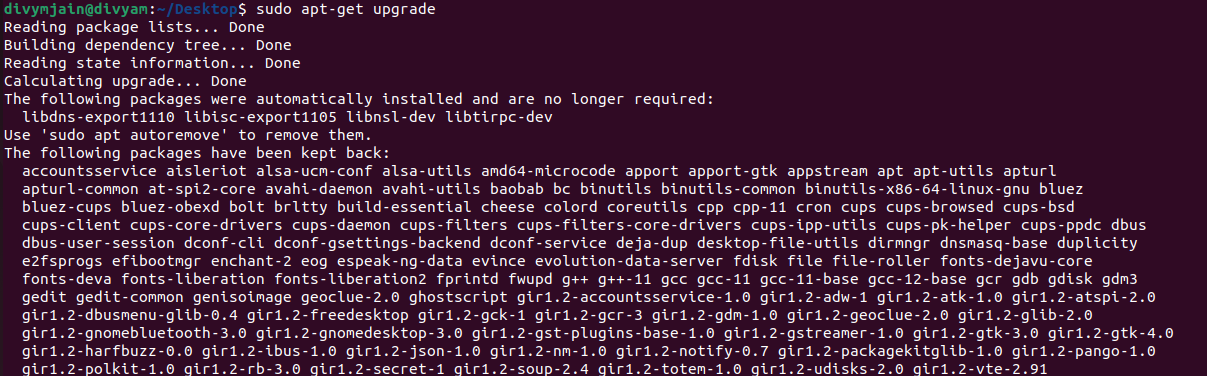 divymjain@divyam:~/Desktop$ sudo apt-get upgrade
Reading package lists... Done
Building dependency tree... Done
Reading state information... Done
Calculating upgrade... Done
The following packages were automatically installed and are no longer required:
  libdns-export1110 libisc-export1105 libnsl-dev libtirpc-dev
Use 'sudo apt autoremove' to remove them.
The following packages have been kept back:
  accountsservice aisleriot alsa-ucm-conf alsa-utils amd64-microcode apport apport-gtk appstream apt apt-utils apturl
  apturl-common at-spi2-core avahi-daemon avahi-utils baobab bc binutils binutils-common binutils-x86-64-linux-gnu bluez
  bluez-cups bluez-obexd bolt brltty build-essential cheese colord coreutils cpp cpp-11 cron cups cups-browsed cups-bsd
  cups-client cups-core-drivers cups-daemon cups-filters cups-filters-core-drivers cups-ipp-utils cups-pk-helper cups-ppdc dbus
  dbus-user-session dconf-cli dconf-gsettings-backend dconf-service deja-dup desktop-file-utils dirmngr dnsmasq-base duplicity
  e2fsprogs efibootmgr enchant-2 eog espeak-ng-data evince evolution-data-server fdisk file file-roller fonts-dejavu-core
  fonts-deva fonts-liberation fonts-liberation2 fprintd fwupd g++ g++-11 gcc gcc-11 gcc-11-base gcc-12-base gcr gdb gdisk gdm3
  gedit gedit-common genisoimage geoclue-2.0 ghostscript gir1.2-accountsservice-1.0 gir1.2-adw-1 gir1.2-atk-1.0 gir1.2-atspi-2.0
  gir1.2-dbusmenu-glib-0.4 gir1.2-freedesktop gir1.2-gck-1 gir1.2-gcr-3 gir1.2-gdm-1.0 gir1.2-geoclue-2.0 gir1.2-glib-2.0
  gir1.2-gnomebluetooth-3.0 gir1.2-gnomedesktop-3.0 gir1.2-gst-plugins-base-1.0 gir1.2-gstreamer-1.0 gir1.2-gtk-3.0 gir1.2-gtk-4.0
  gir1.2-harfbuzz-0.0 gir1.2-ibus-1.0 gir1.2-json-1.0 gir1.2-nm-1.0 gir1.2-notify-0.7 gir1.2-packagekitglib-1.0 gir1.2-pango-1.0
  gir1.2-polkit-1.0 gir1.2-rb-3.0 gir1.2-secret-1 gir1.2-soup-2.4 gir1.2-totem-1.0 gir1.2-udisks-2.0 gir1.2-vte-2.91